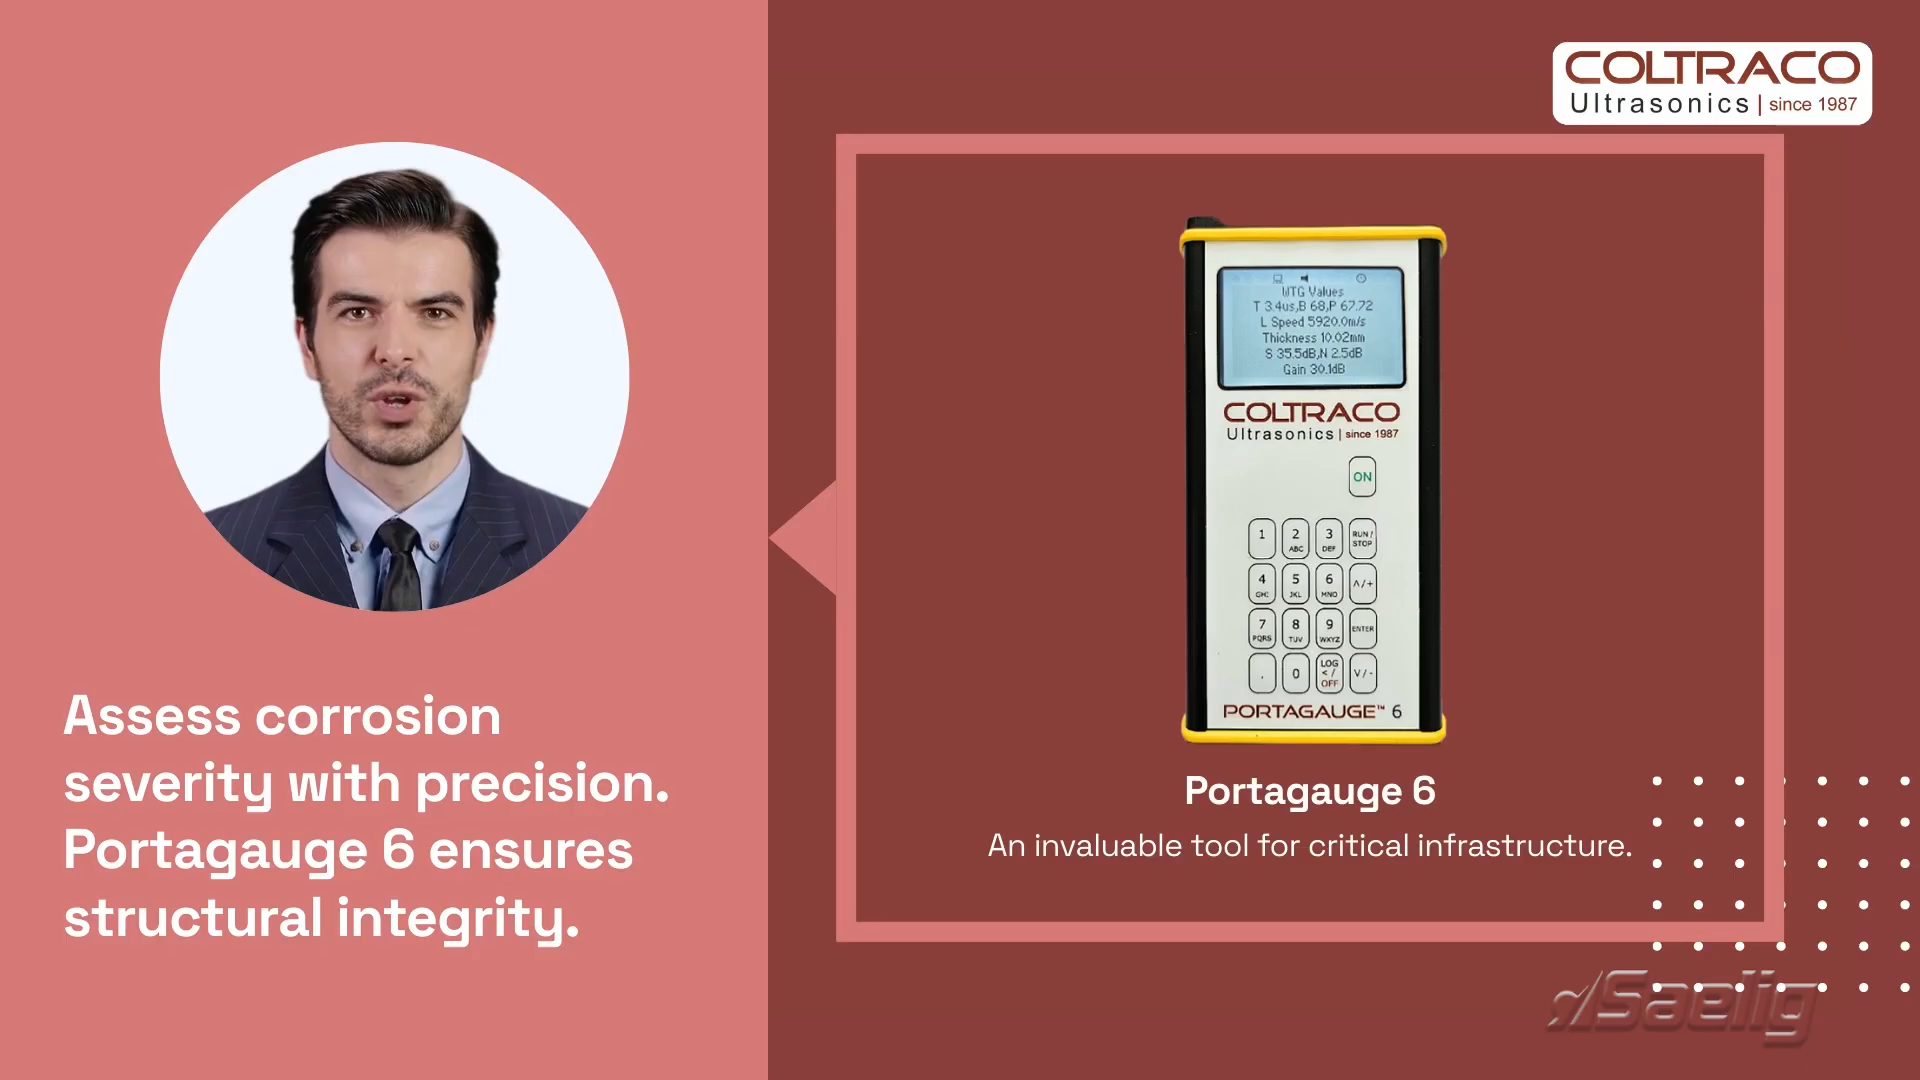 COLTRACO
Ultrasonics | since 1987
Assess corrosion
severity with precision.
Portagauge 6 ensures
structural integrity.
WTG Values
T 3.4us,B 68,P 67.72
L Speed 5920.0m/s
Thickness 10.02mm
S 35.5dB,N 2.5dB
Gain 30.1dB
COLTRACO
Ultrasonics | since 1987
ON
1 2 3 RUN /
ABC DEF STOP
4 5 6 ∧/+
GHI JKL MNO
7 8 9 ENTER
PQRS TUV WXYZ
. 0 LOG V/-
< /
OFF
PORTAGAUGE™ 6
Portagauge 6
An invaluable tool for critical infrastructure.
Saelig